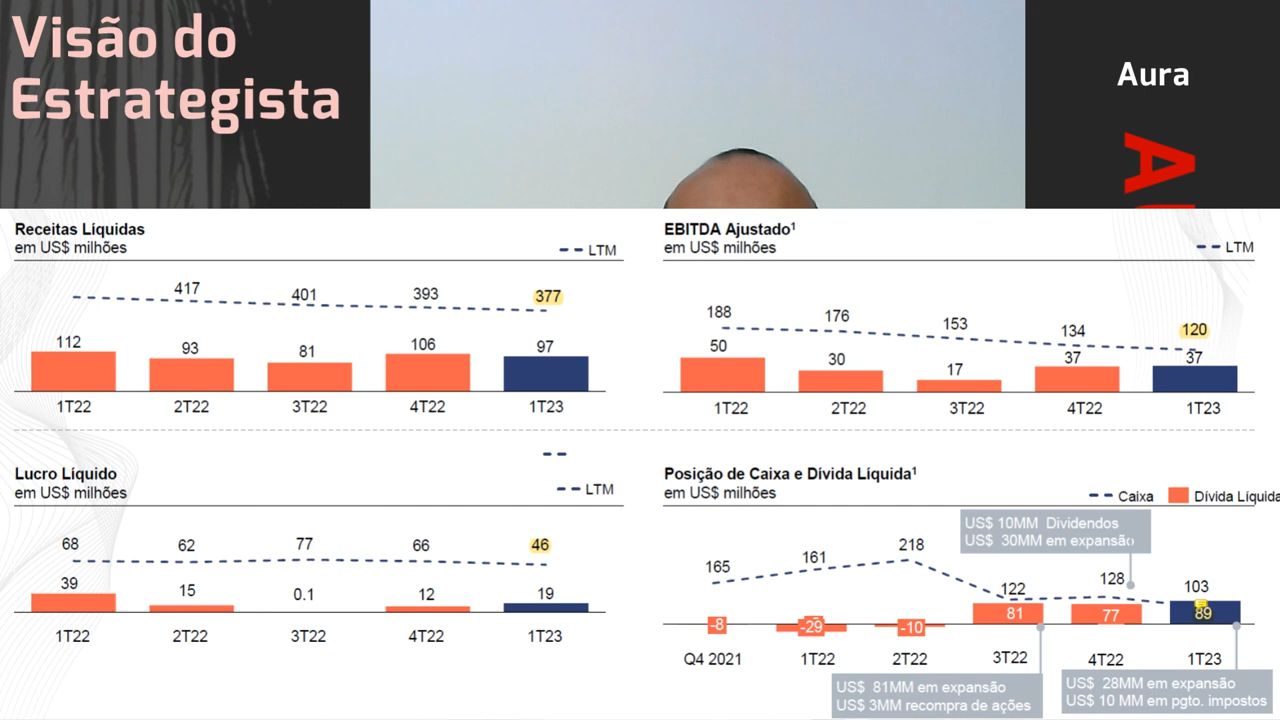 Visão do
Estrategista
Aura
AU
Receitas Líquidas
em US$ milhões
LTM
417
401
393
377
112
93
81
106
97
1T22
2T22
3T22
4T22
1T23
EBITDA Ajustado¹
em US$ milhões
LTM
188
176
153
134
120
50
30
17
37
37
1T22
2T22
3T22
4T22
1T23
Lucro Líquido
em US$ milhões
LTM
68
62
77
66
46
39
15
0.1
12
19
1T22
2T22
3T22
4T22
1T23
Posição de Caixa e Dívida Líquida¹
em US$ milhões
Caixa
Dívida Líquida
US$ 10MM Dividendos
US$ 30MM em expansão
165
161
218
122
128
103
-8
-29
-10
81
77
89
Q4 2021
1T22
2T22
3T22
4T22
1T23
US$ 81MM em expansão
US$ 3MM recompra de ações
US$ 28MM em expansão
US$ 10 MM em pgto. impostos